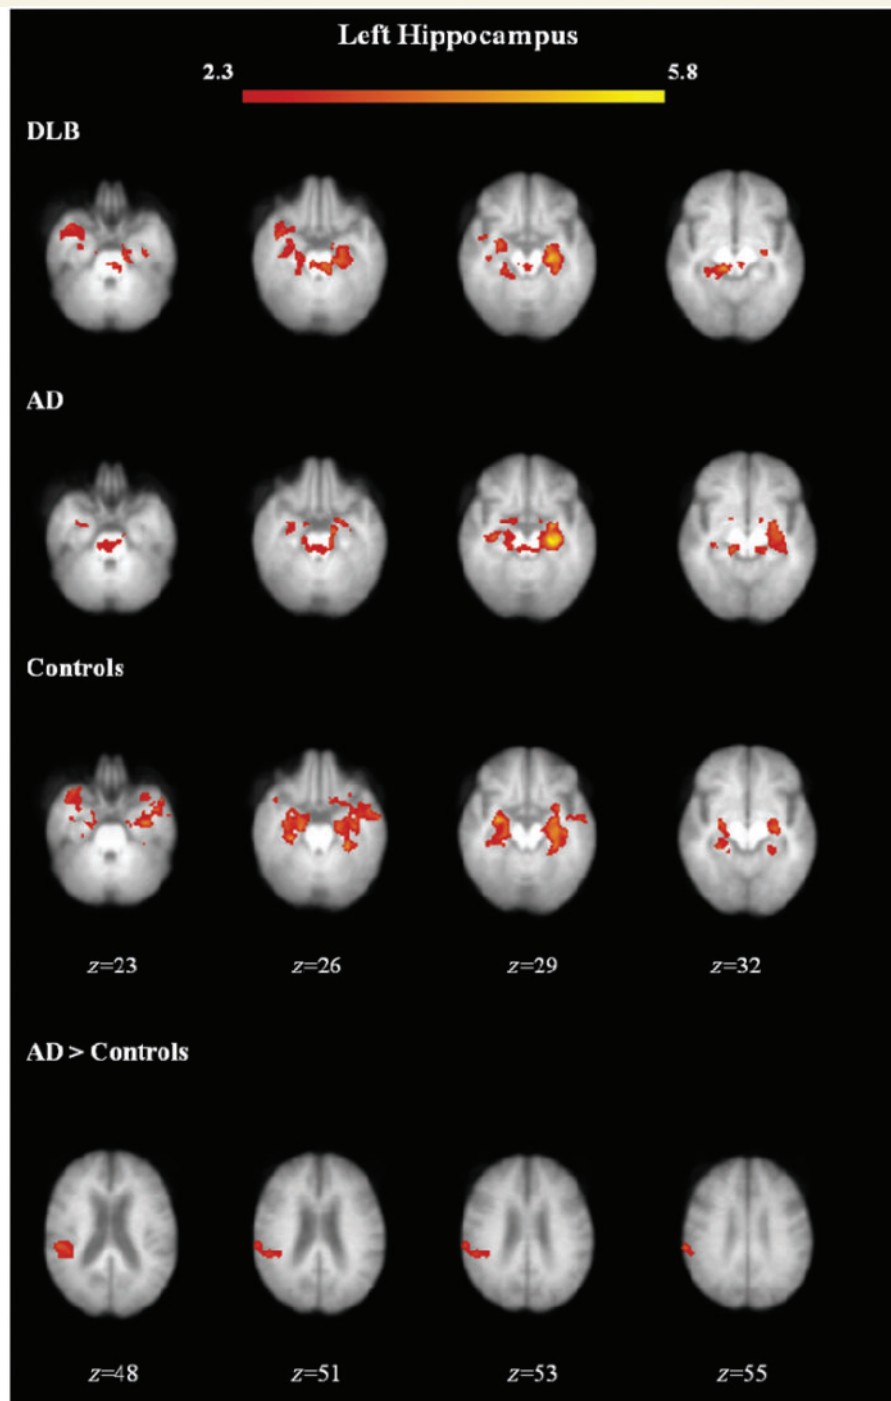 Left Hippocampus
2.3 5.8
DLB
AD
Controls
z=23 z=26 z=29 z=32
AD > Controls
z=48 z=51 z=53 z=55